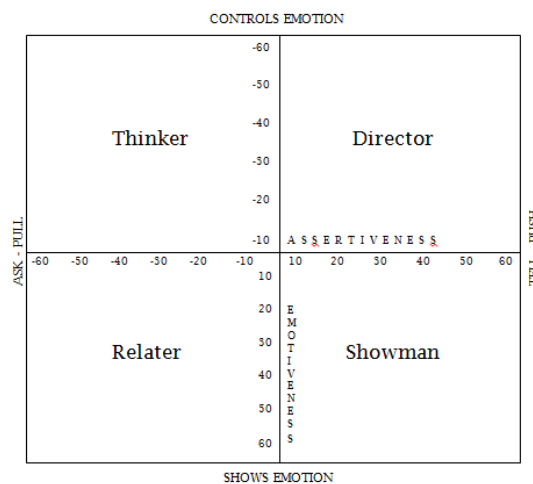 CONTROLS EMOTION
-60
-50
-40
Thinker Director
-30
-20
-10 ASSERTIVENESS
ASK - PULL
-60 -50 -40 -30 -20 -10 10 20 30 40 50 60
10
20
30
Relater Showman
40
50
60
EMOTIVENESS
SHOWS EMOTION